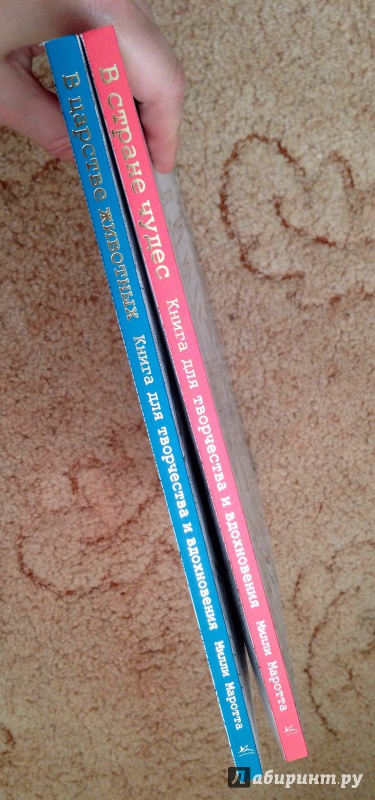 В царстве животных Книга для творчества и вдохновения Милли Маротта
В стране чудес Книга для творчества и вдохновения Милли Маротта
Лабиринт.ру